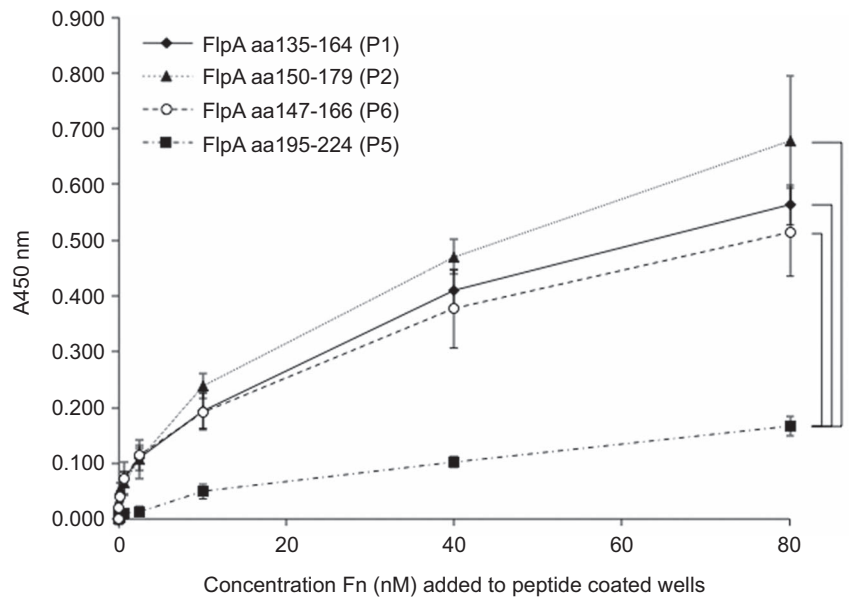 0.900
0.800
0.700
0.600
0.500
0.400
0.300
0.200
0.100
0.000
A450 nm
FlpA aa135-164 (P1)
FlpA aa150-179 (P2)
FlpA aa147-166 (P6)
FlpA aa195-224 (P5)
0 20 40 60 80
Concentration Fn (nM) added to peptide coated wells